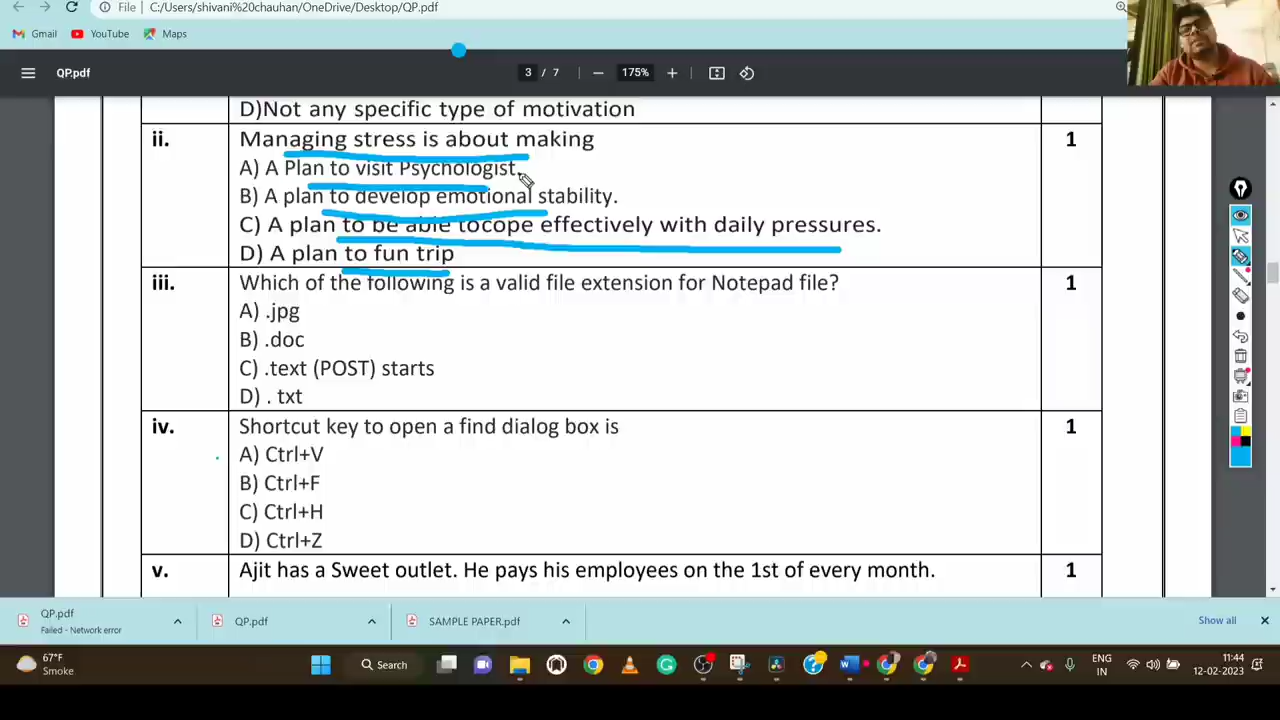 File
C:/Users/shivani%20chauhan/OneDrive/Desktop/QP.pdf
Gmail
YouTube
Maps
QP.pdf
3 / 7
175%
D)Not any specific type of motivation
ii.
Managing stress is about making
1
A) A Plan to visit Psychologist.
B) A plan to develop emotional stability.
C) A plan to be able tocope effectively with daily pressures.
D) A plan to fun trip
iii.
Which of the following is a valid file extension for Notepad file?
1
A) .jpg
B) .doc
C) .text (POST) starts
D) . txt
iv.
Shortcut key to open a find dialog box is
1
A) Ctrl+V
B) Ctrl+F
C) Ctrl+H
D) Ctrl+Z
v.
Ajit has a Sweet outlet. He pays his employees on the 1st of every month.
1
QP.pdf
Failed - Network error
QP.pdf
SAMPLE PAPER.pdf
Show all
67°F
Smoke
Search
ENG
IN
11:44
12-02-2023